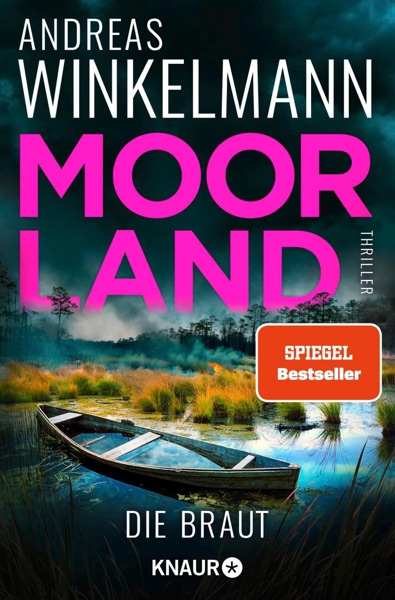 ANDREAS
WINKELMANN
MOOR
LAND
THRILLER
SPIEGEL
Bestseller
DIE BRAUT
KNAUR*